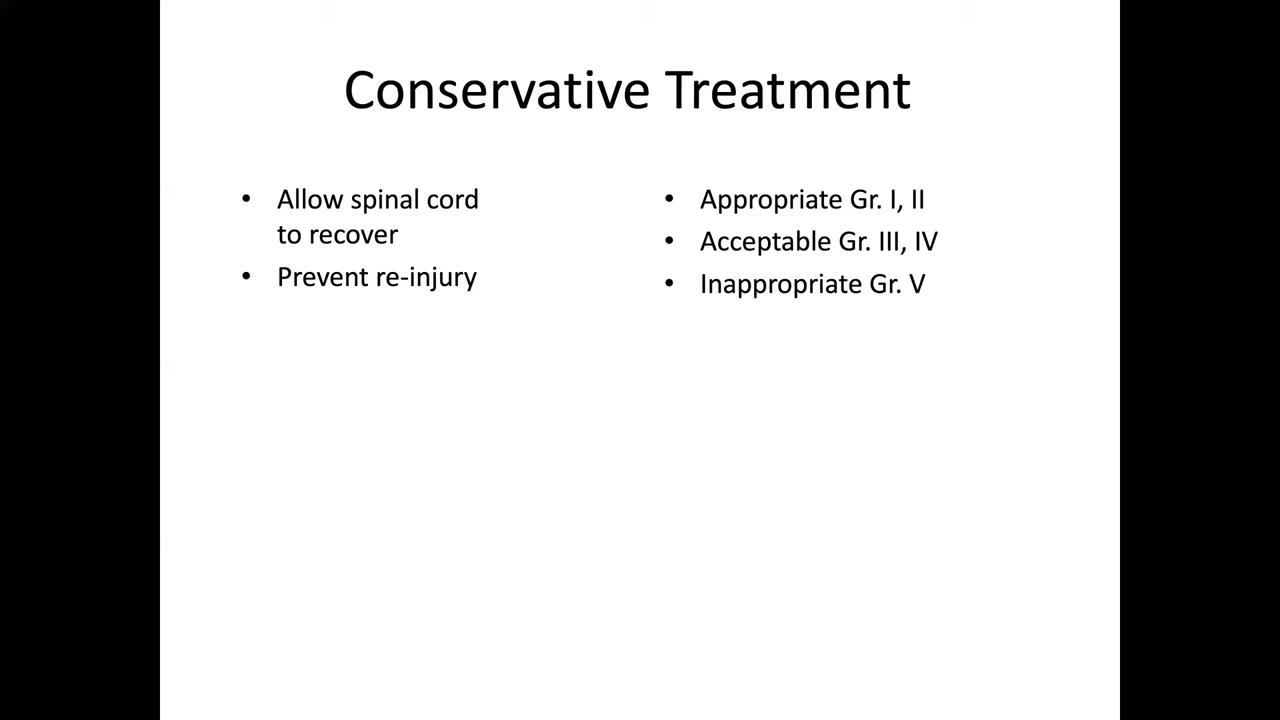 Conservative Treatment
• Allow spinal cord
to recover
• Prevent re-injury
• Appropriate Gr. I, II
• Acceptable Gr. III, IV
• Inappropriate Gr. V